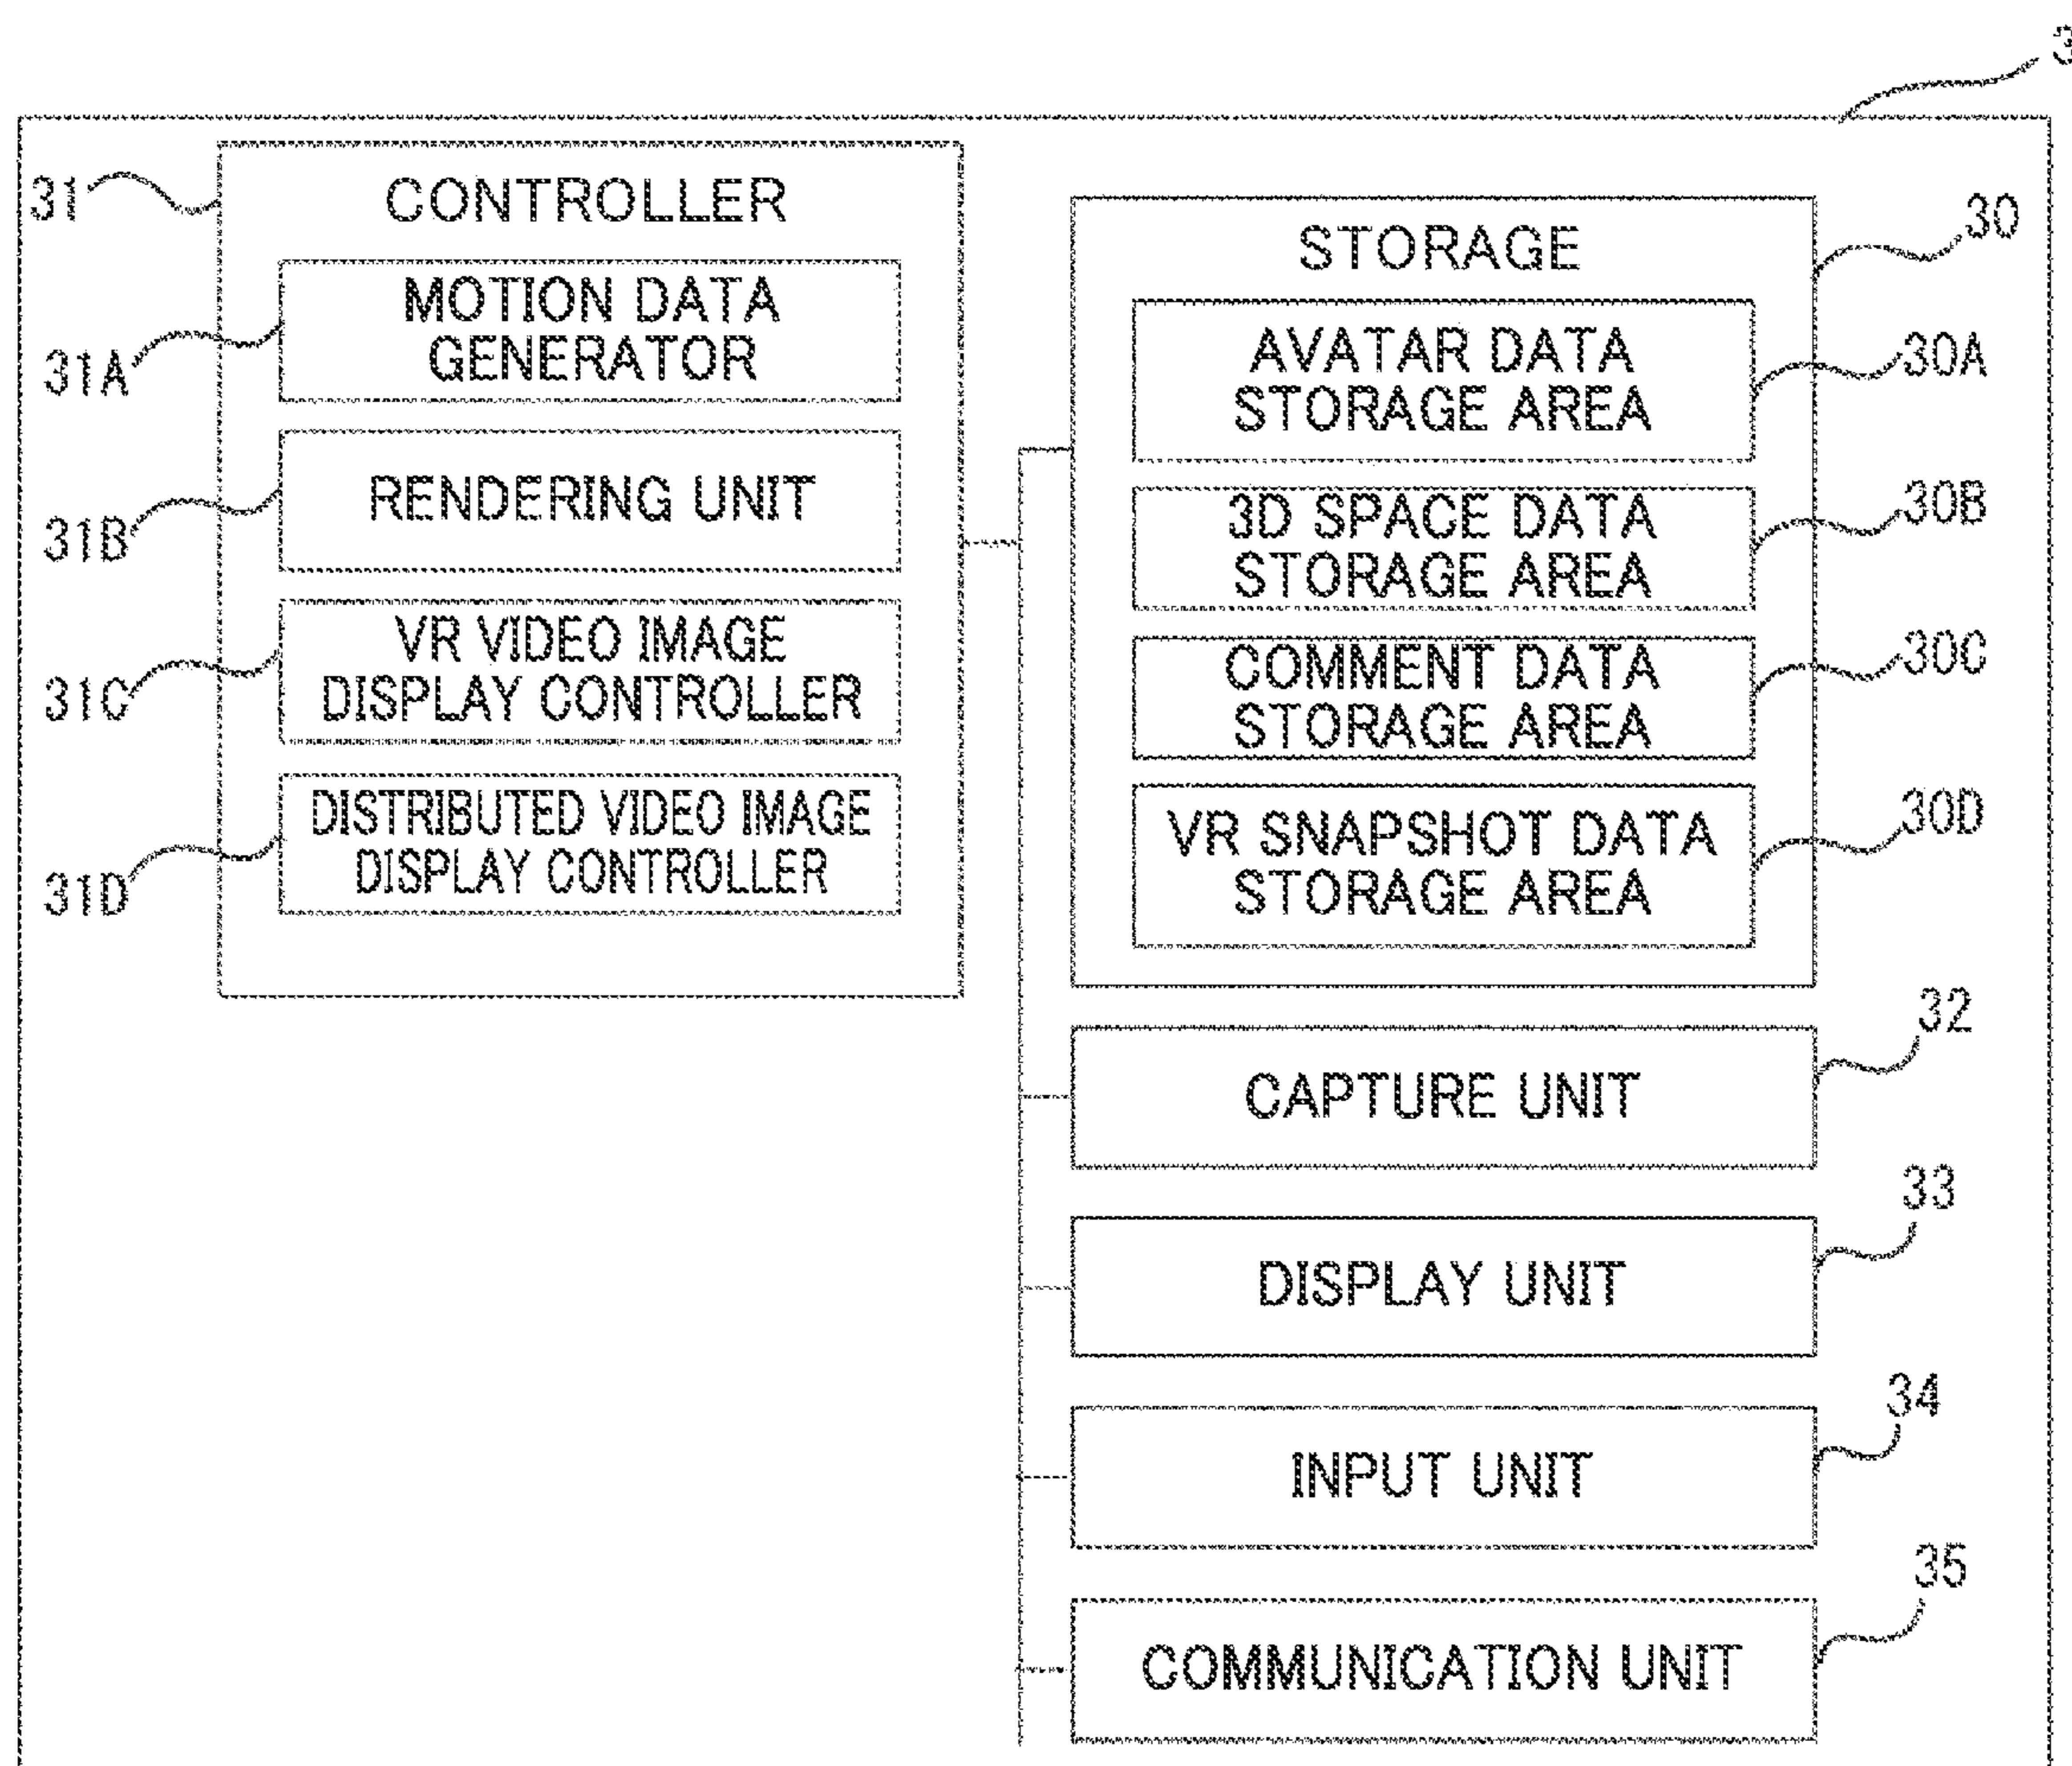 3
31
CONTROLLER
MOTION DATA
GENERATOR
31A
RENDERING UNIT
31B
VR VIDEO IMAGE
DISPLAY CONTROLLER
31C
DISTRIBUTED VIDEO IMAGE
DISPLAY CONTROLLER
31D
STORAGE
30
AVATAR DATA
STORAGE AREA
30A
3D SPACE DATA
STORAGE AREA
30B
COMMENT DATA
STORAGE AREA
30C
VR SNAPSHOT DATA
STORAGE AREA
30D
32
CAPTURE UNIT
33
DISPLAY UNIT
34
INPUT UNIT
35
COMMUNICATION UNIT